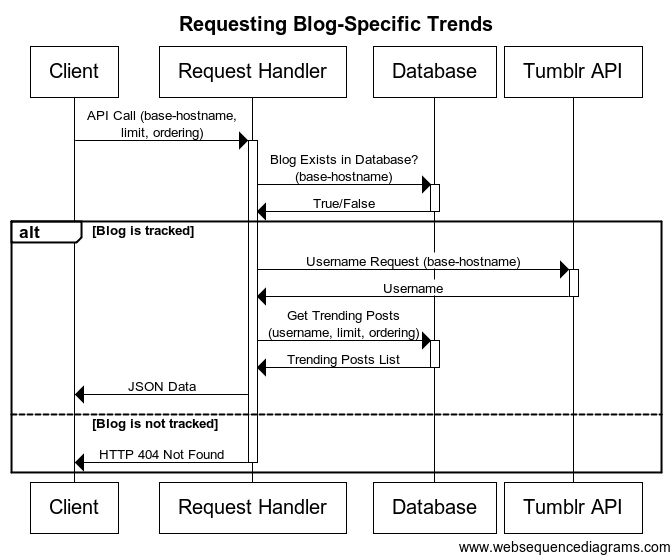 Requesting Blog-Specific Trends
Client
Request Handler
Database
Tumblr API
API Call (base-hostname,
limit, ordering)
Blog Exists in Database?
(base-hostname)
True/False
alt
[Blog is tracked]
Username Request (base-hostname)
Username
Get Trending Posts
(username, limit, ordering)
Trending Posts List
JSON Data
[Blog is not tracked]
HTTP 404 Not Found
Client
Request Handler
Database
Tumblr API
www.websequencediagrams.com